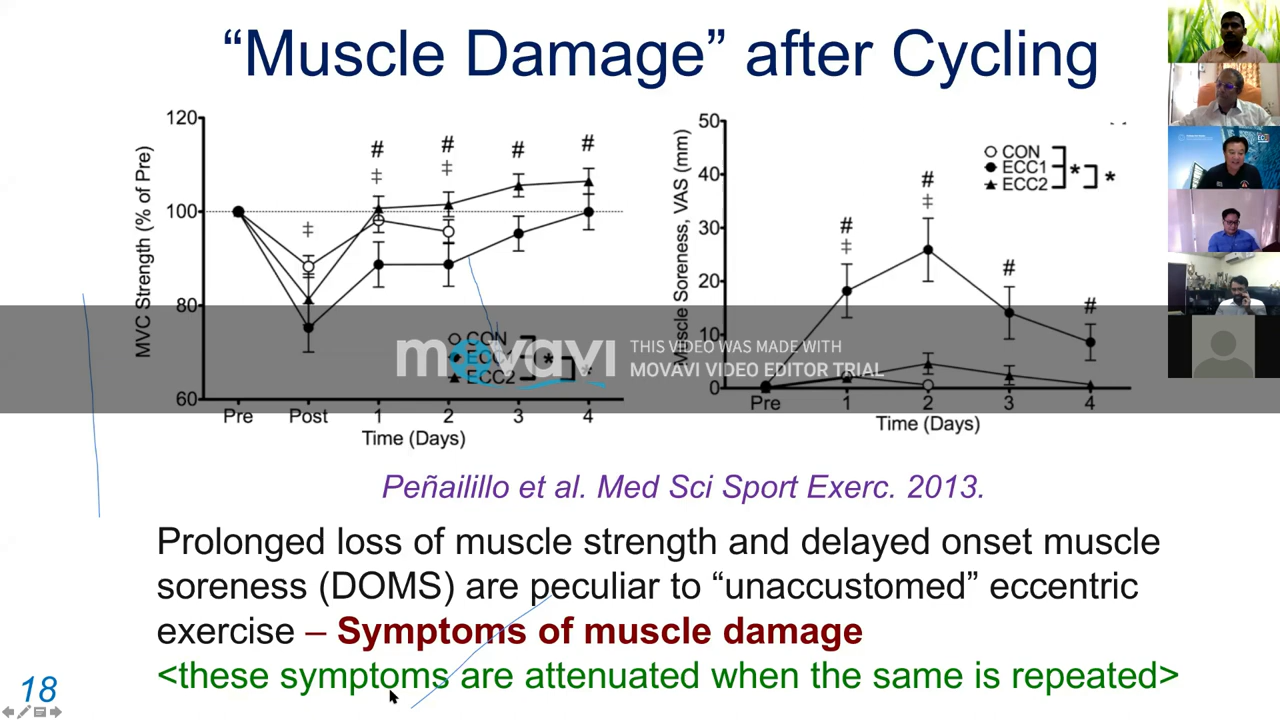 “Muscle Damage” after Cycling
120
100
80
60
MVC Strength (% of Pre)
#
‡
#
‡
#
#
‡
CON
ECC2
*
Pre
Post
1
2
3
4
Time (Days)
50
40
30
20
10
0
Muscle Soreness, VAS (mm)
CON
ECC1
ECC2
*
*
#
‡
#
‡
#
#
Pre
1
2
3
4
Time (Days)
movavi
THIS VIDEO WAS MADE WITH
MOVAVI VIDEO EDITOR TRIAL
Peñailillo et al. Med Sci Sport Exerc. 2013.
Prolonged loss of muscle strength and delayed onset muscle
soreness (DOMS) are peculiar to “unaccustomed” eccentric
exercise – Symptoms of muscle damage
<these symptoms are attenuated when the same is repeated>
18